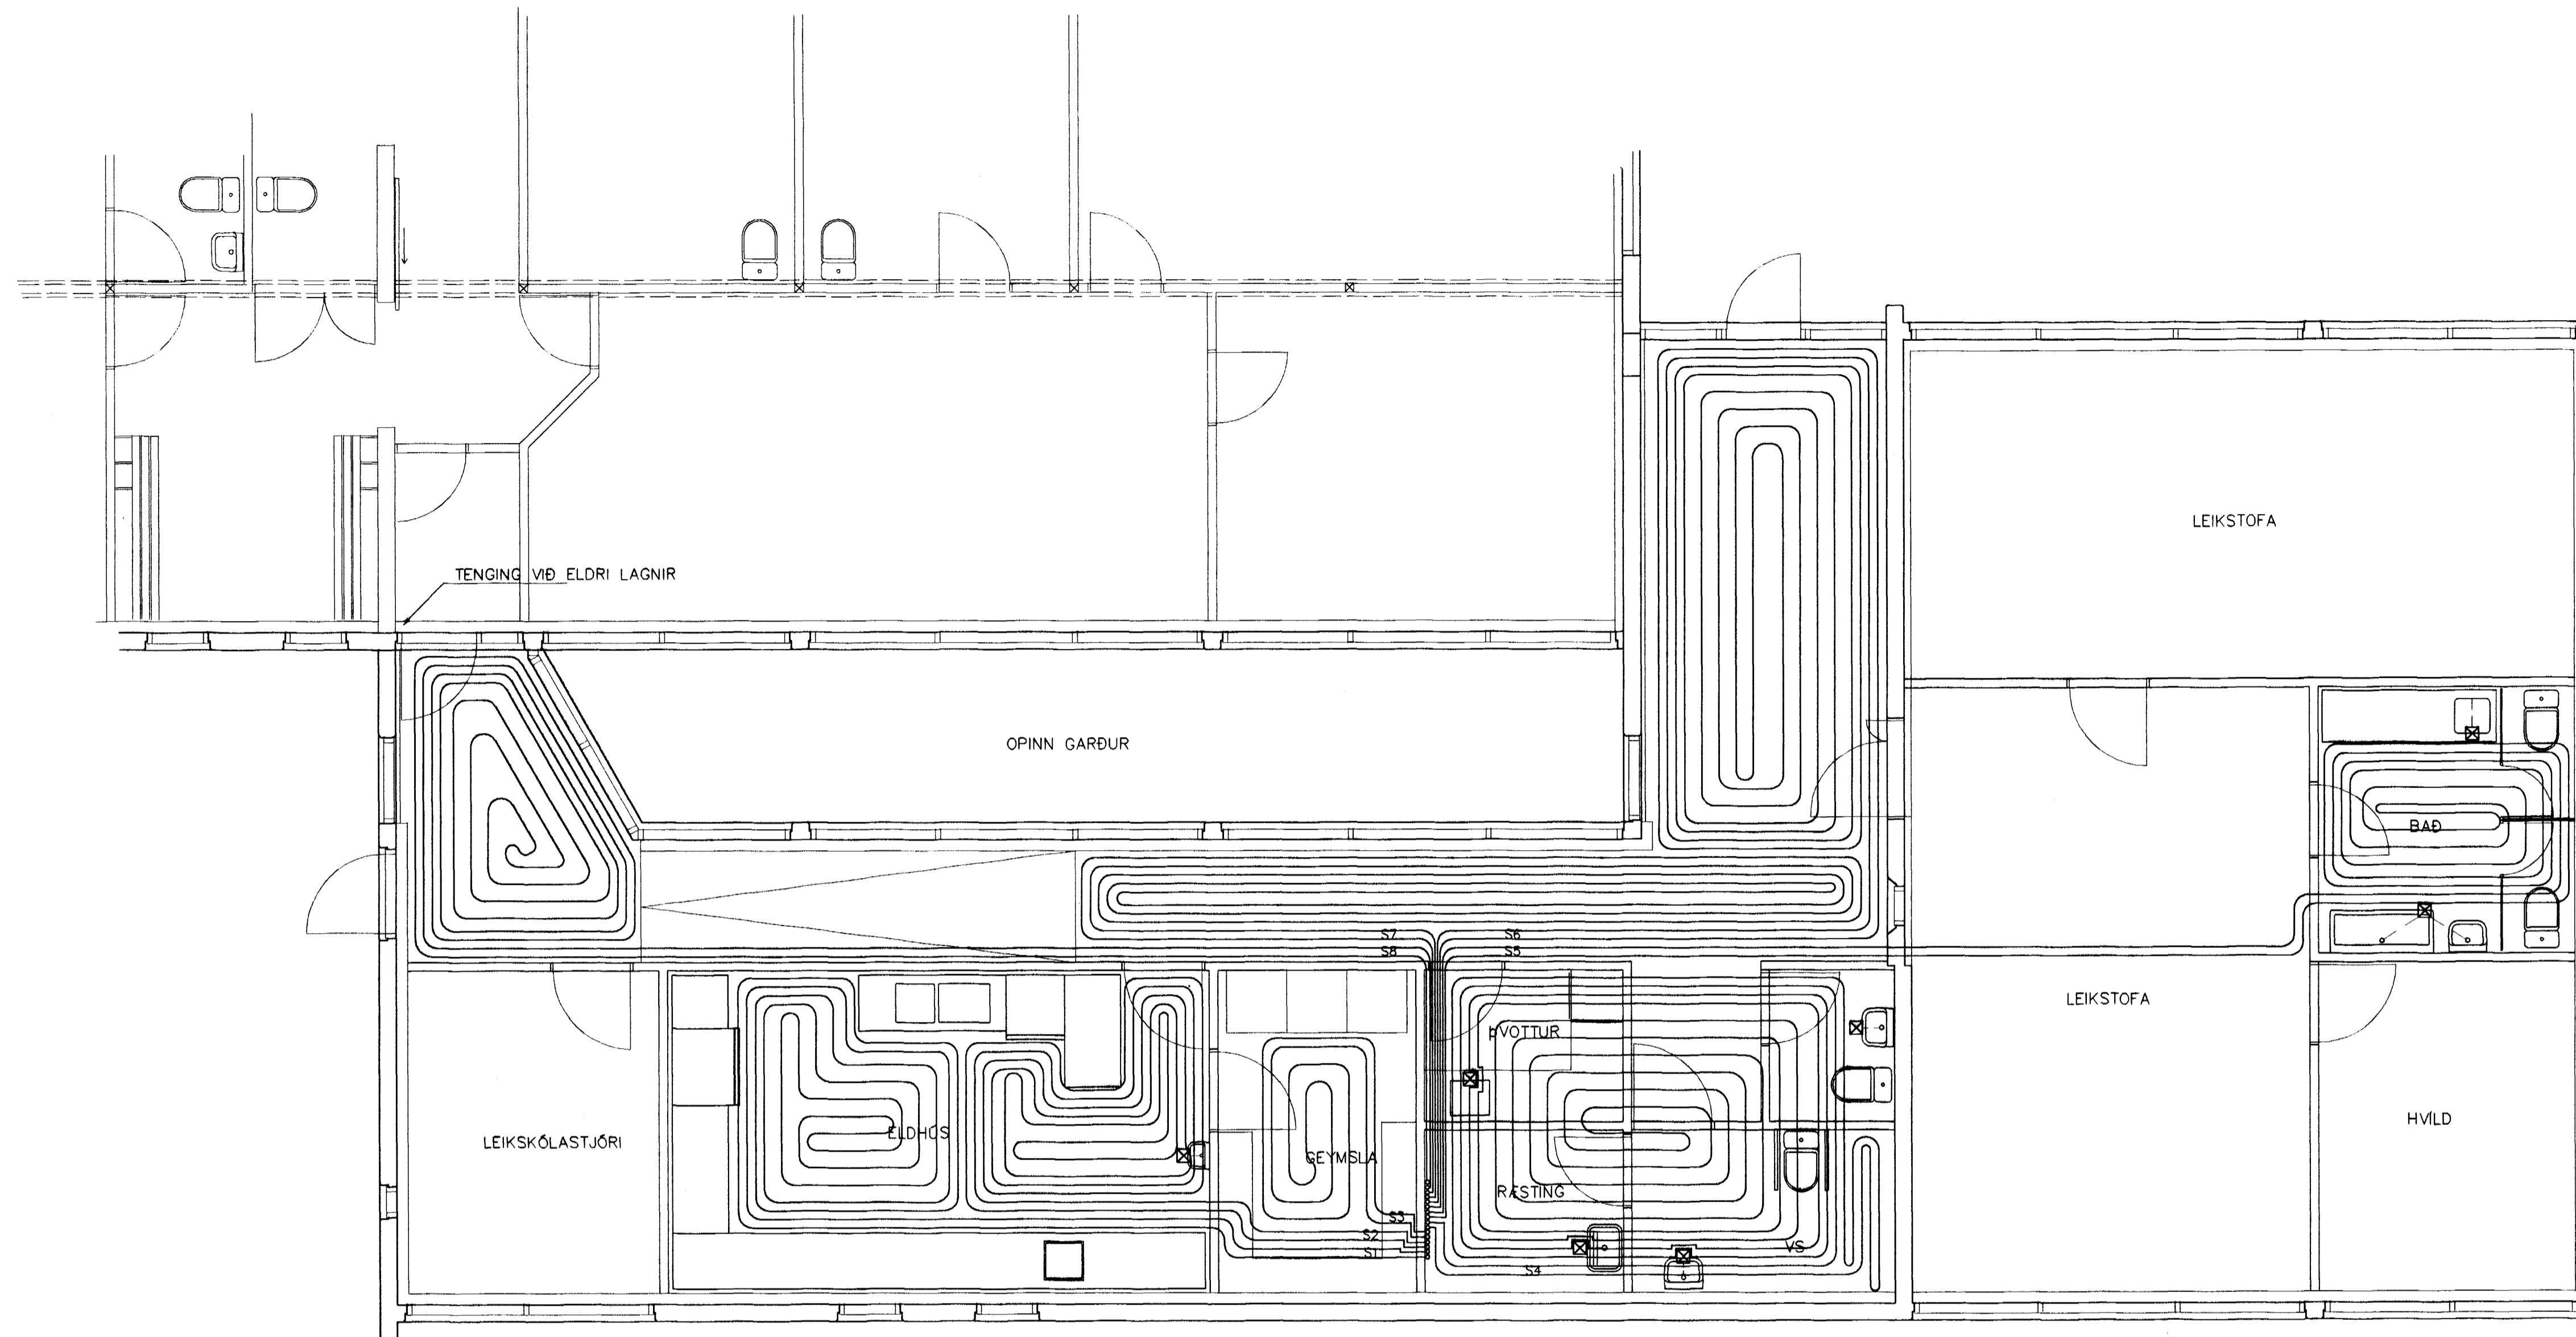 LEIKSTOFA
TENGING VIÐ ELDRI LAGNIR
OPINN GARÐUR
BAÐ
S7
S6
S8
S5
LEIKSTOFA
ÞVOTTUR
HVÍLD
ELDHÚS
LEIKSKÓLASTJÓRI
GEYMSLA
RÆSTING
S3
S2
S1
VS
S4